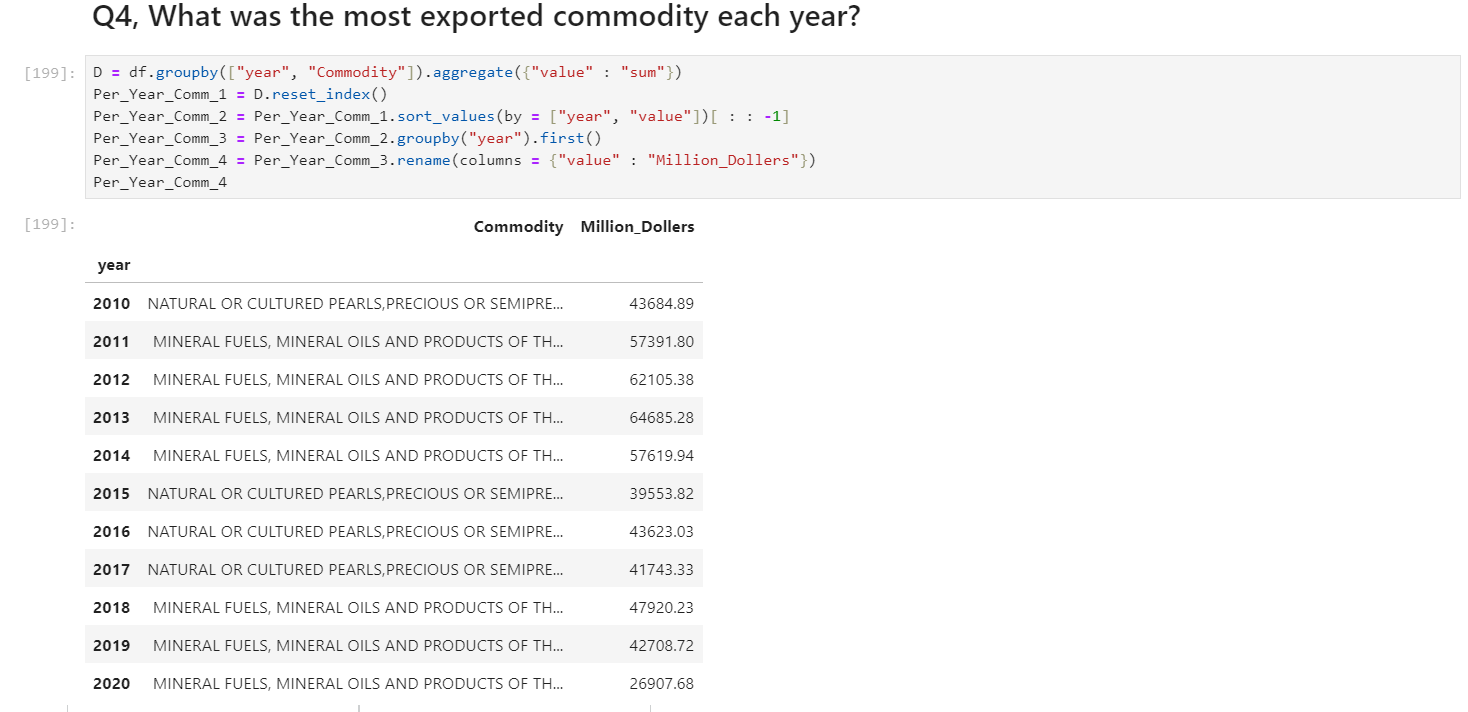 Q4, What was the most exported commodity each year?
[199]: D = df.groupby(["year", "Commodity"]).aggregate({"value" : "sum"})
Per_Year_Comm_1 = D.reset_index()
Per_Year_Comm_2 = Per_Year_Comm_1.sort_values(by = ["year", "value"])[ : : -1]
Per_Year_Comm_3 = Per_Year_Comm_2.groupby("year").first()
Per_Year_Comm_4 = Per_Year_Comm_3.rename(columns = {"value" : "Million_Dollers"})
Per_Year_Comm_4
[199]: Commodity Million_Dollers
year
2010 NATURAL OR CULTURED PEARLS,PRECIOUS OR SEMIPRE... 43684.89
2011 MINERAL FUELS, MINERAL OILS AND PRODUCTS OF TH... 57391.80
2012 MINERAL FUELS, MINERAL OILS AND PRODUCTS OF TH... 62105.38
2013 MINERAL FUELS, MINERAL OILS AND PRODUCTS OF TH... 64685.28
2014 MINERAL FUELS, MINERAL OILS AND PRODUCTS OF TH... 57619.94
2015 NATURAL OR CULTURED PEARLS,PRECIOUS OR SEMIPRE... 39553.82
2016 NATURAL OR CULTURED PEARLS,PRECIOUS OR SEMIPRE... 43623.03
2017 NATURAL OR CULTURED PEARLS,PRECIOUS OR SEMIPRE... 41743.33
2018 MINERAL FUELS, MINERAL OILS AND PRODUCTS OF TH... 47920.23
2019 MINERAL FUELS, MINERAL OILS AND PRODUCTS OF TH... 42708.72
2020 MINERAL FUELS, MINERAL OILS AND PRODUCTS OF TH... 26907.68